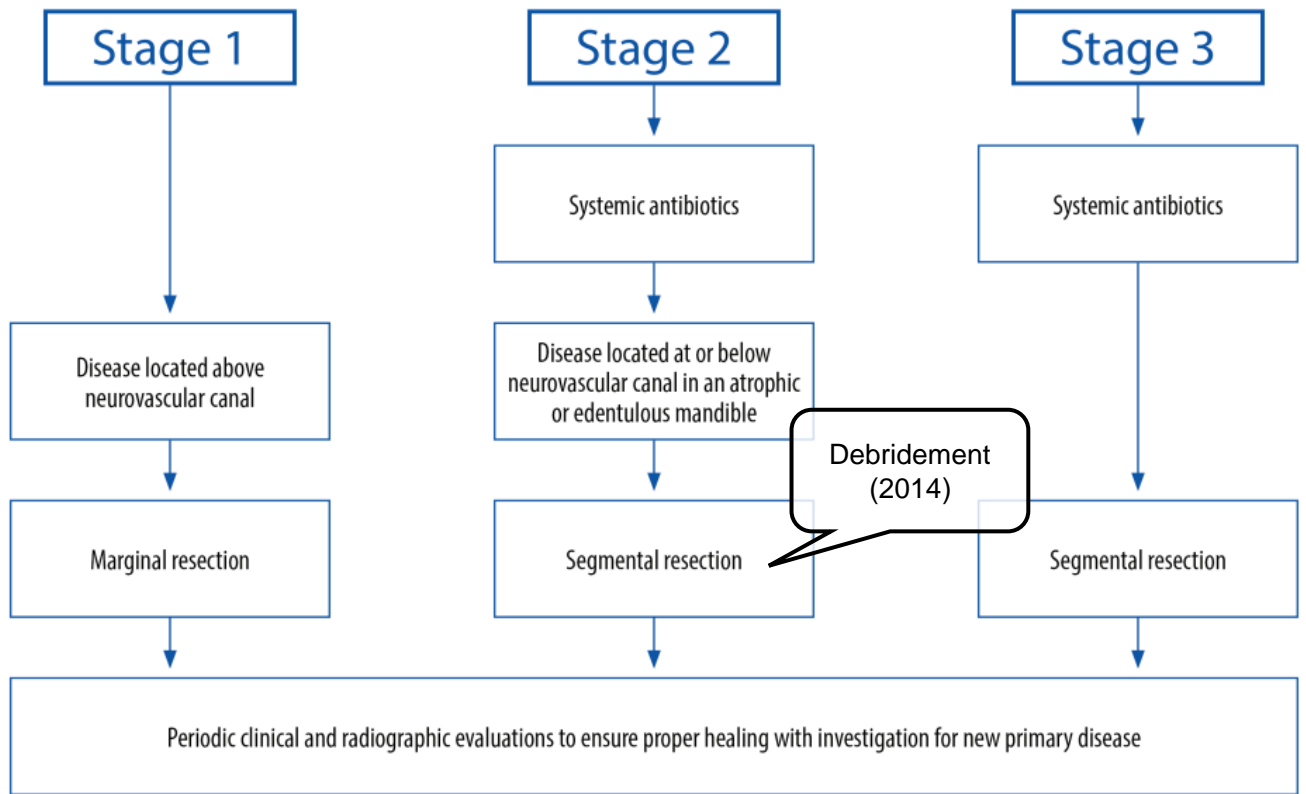 Stage 1
Stage 2
Stage 3
Systemic antibiotics
Systemic antibiotics
Disease located above
neurovascular canal
Disease located at or below
neurovascular canal in an atrophic
or edentulous mandible
Debridement
(2014)
Marginal resection
Segmental resection
Segmental resection
Periodic clinical and radiographic evaluations to ensure proper healing with investigation for new primary disease